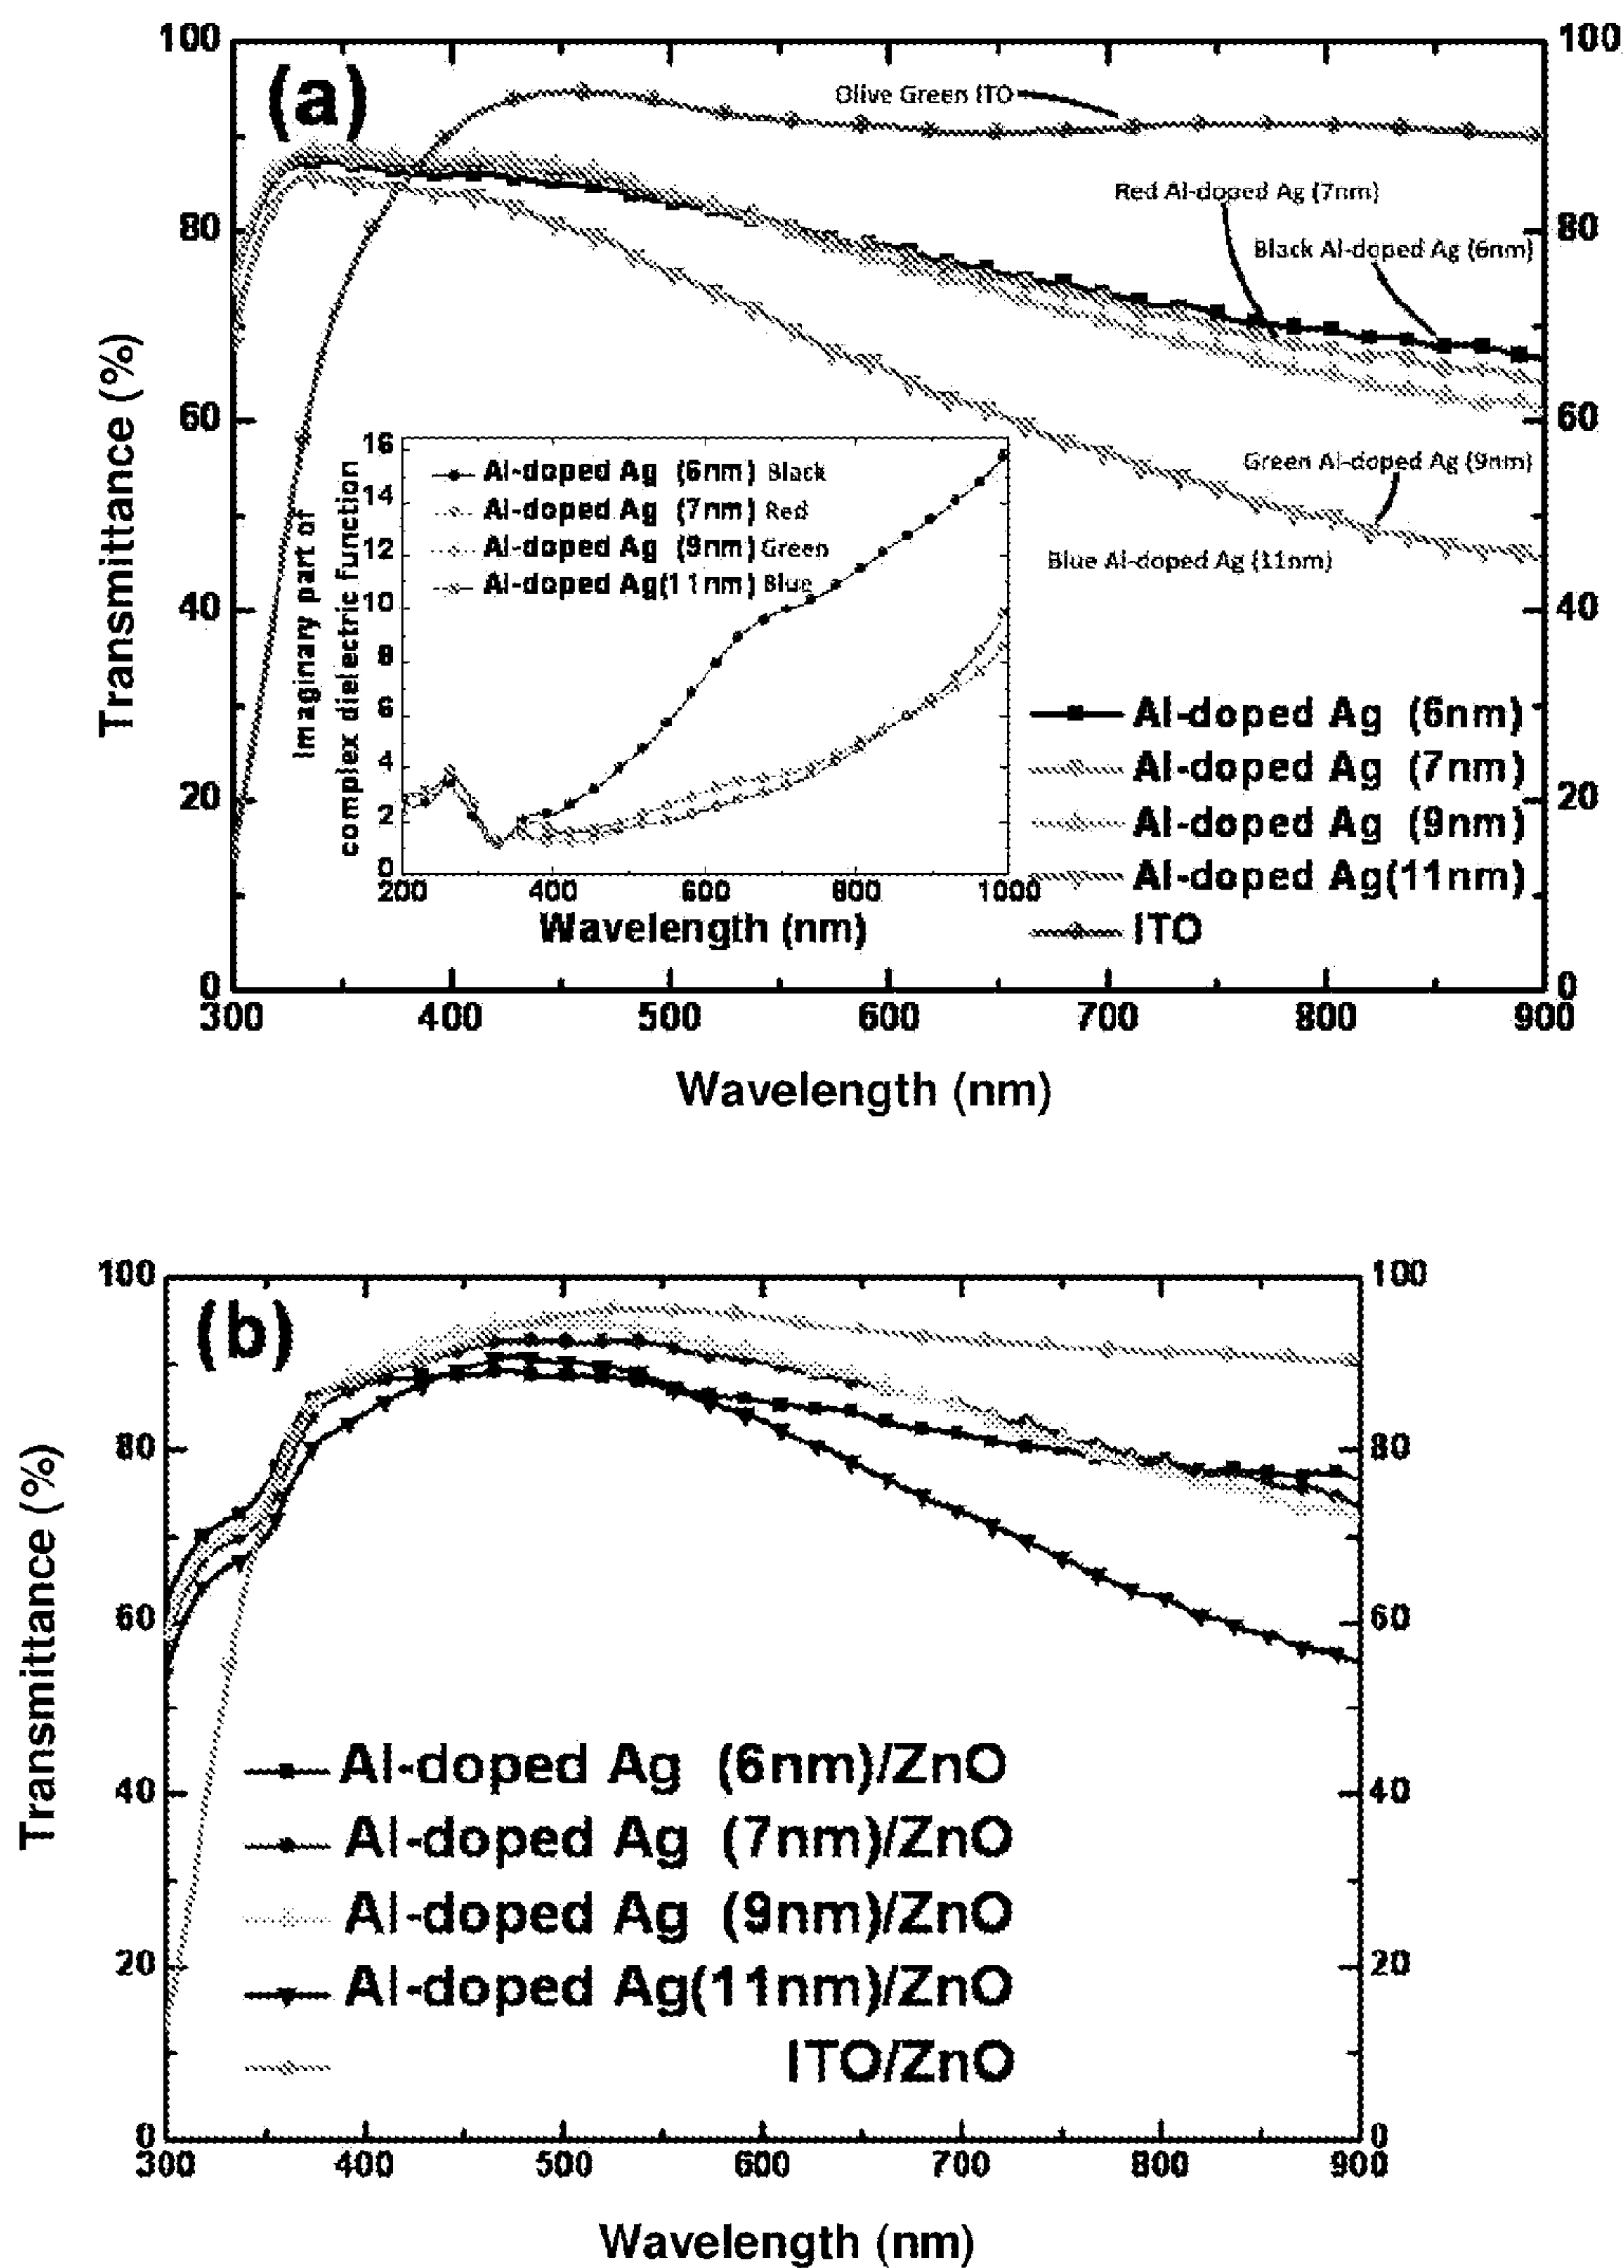 (a)
100
80
60
40
20
0
100
80
60
40
20
0
Transmittance (%)
Olive Green ITO
Red Al-doped Ag (7nm)
Black Al-doped Ag (6nm)
Green Al-doped Ag (9nm)
Blue Al-doped Ag (11nm)
Imaginary part of
complex dielectric function
16
14
12
10
8
6
4
2
0
Al-doped Ag (6nm) Black
Al-doped Ag (7nm) Red
Al-doped Ag (9nm) Green
Al-doped Ag(11nm) Blue
200 400 600 800 1000
Wavelength (nm)
Al-doped Ag (6nm)
Al-doped Ag (7nm)
Al-doped Ag (9nm)
Al-doped Ag(11nm)
ITO
300 400 500 600 700 800 900
Wavelength (nm)
(b)
100
80
60
40
20
0
100
80
60
40
20
0
Transmittance (%)
Al-doped Ag (6nm)/ZnO
Al-doped Ag (7nm)/ZnO
Al-doped Ag (9nm)/ZnO
Al-doped Ag(11nm)/ZnO
ITO/ZnO
300 400 500 600 700 800 900
Wavelength (nm)